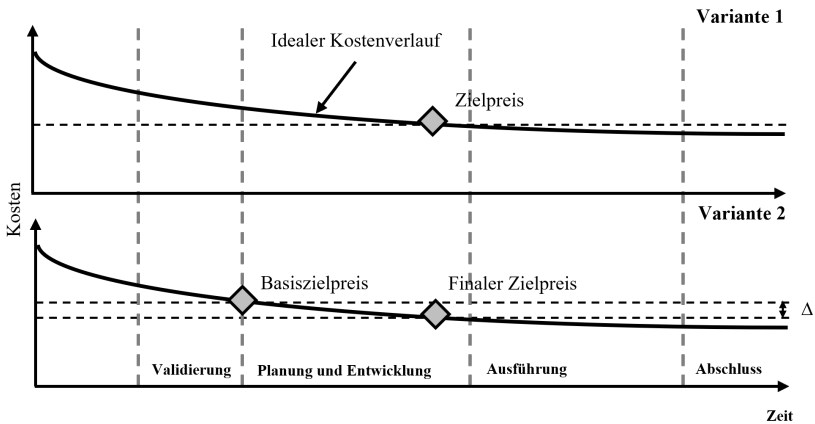 Variante 1
Idealer Kostenverlauf
Zielpreis
Kosten
Variante 2
Basiszielpreis
Finaler Zielpreis
Δ
Validierung
Planung und Entwicklung
Ausführung
Abschluss
Zeit